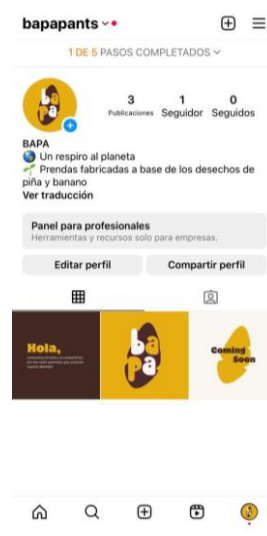 bapapants
1 DE 5 PASOS COMPLETADOS
ba
pa
3
Publicaciones
1
Seguidor
0
Seguidos
BAPA
Un respiro al planeta
Prendas fabricadas a base de los desechos de
piña y banano
Ver traducción
Panel para profesionales
Herramientas y recursos solo para empresas.
Editar perfil
Compartir perfil
Hola,
ba
pa
Coming
Soon